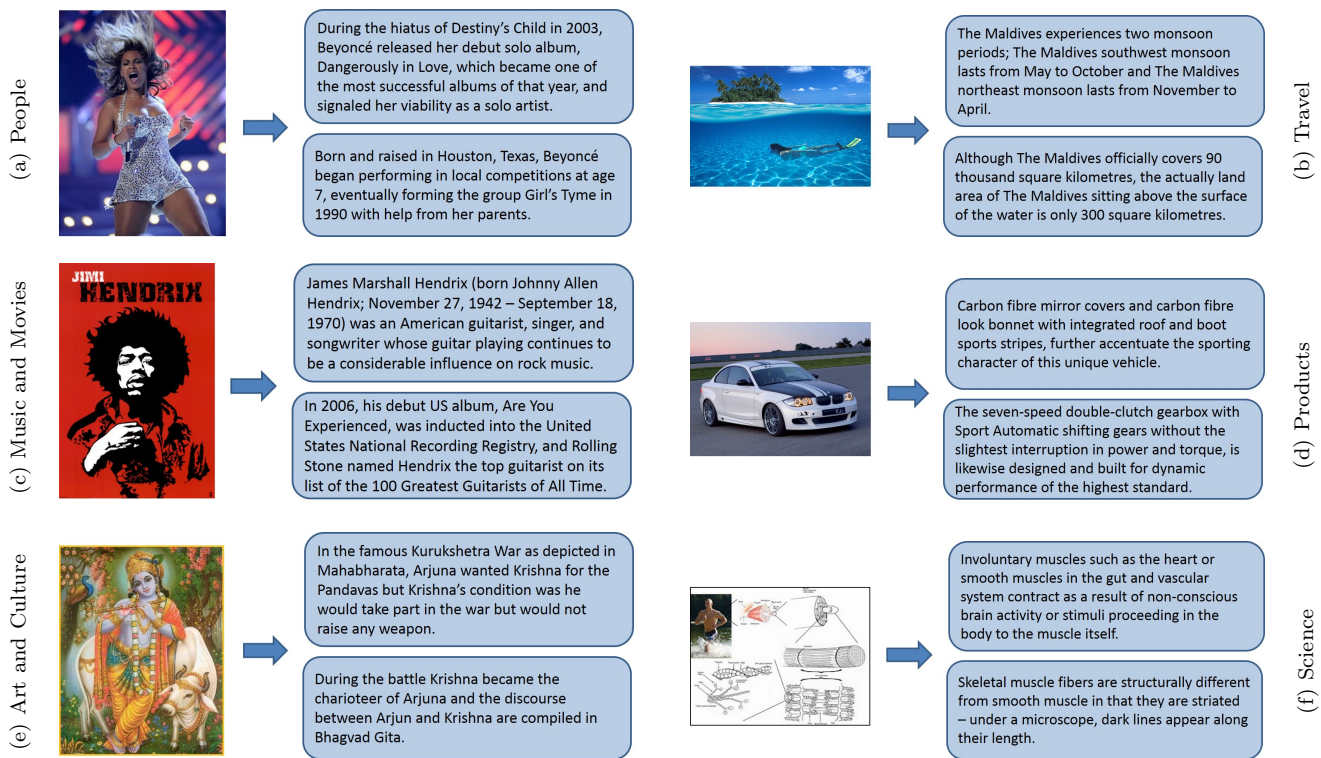 (a) People
During the hiatus of Destiny's Child in 2003,
Beyoncé released her debut solo album,
Dangerously in Love, which became one of
the most successful albums of that year, and
signaled her viability as a solo artist.
Born and raised in Houston, Texas, Beyoncé
began performing in local competitions at age
7, eventually forming the group Girl's Tyme in
1990 with help from her parents.
(b) Travel
The Maldives experiences two monsoon
periods; The Maldives southwest monsoon
lasts from May to October and The Maldives
northeast monsoon lasts from November to
April.
Although The Maldives officially covers 90
thousand square kilometres, the actually land
area of The Maldives sitting above the surface
of the water is only 300 square kilometres.
(c) Music and Movies
JIMI
HENDRIX
James Marshall Hendrix (born Johnny Allen
Hendrix; November 27, 1942 – September 18,
1970) was an American guitarist, singer, and
songwriter whose guitar playing continues to
be a considerable influence on rock music.
In 2006, his debut US album, Are You
Experienced, was inducted into the United
States National Recording Registry, and Rolling
Stone named Hendrix the top guitarist on its
list of the 100 Greatest Guitarists of All Time.
(d) Products
Carbon fibre mirror covers and carbon fibre
look bonnet with integrated roof and boot
sports stripes, further accentuate the sporting
character of this unique vehicle.
The seven-speed double-clutch gearbox with
Sport Automatic shifting gears without the
slightest interruption in power and torque, is
likewise designed and built for dynamic
performance of the highest standard.
(e) Art and Culture
In the famous Kurukshetra War as depicted in
Mahabharata, Arjuna wanted Krishna for the
Pandavas but Krishna's condition was he
would take part in the war but would not
raise any weapon.
During the battle Krishna became the
charioteer of Arjuna and the discourse
between Arjun and Krishna are compiled in
Bhagvad Gita.
(f) Science
Involuntary muscles such as the heart or
smooth muscles in the gut and vascular
system contract as a result of non-conscious
brain activity or stimuli proceeding in the
body to the muscle itself.
Skeletal muscle fibers are structurally different
from smooth muscle in that they are striated
– under a microscope, dark lines appear along
their length.